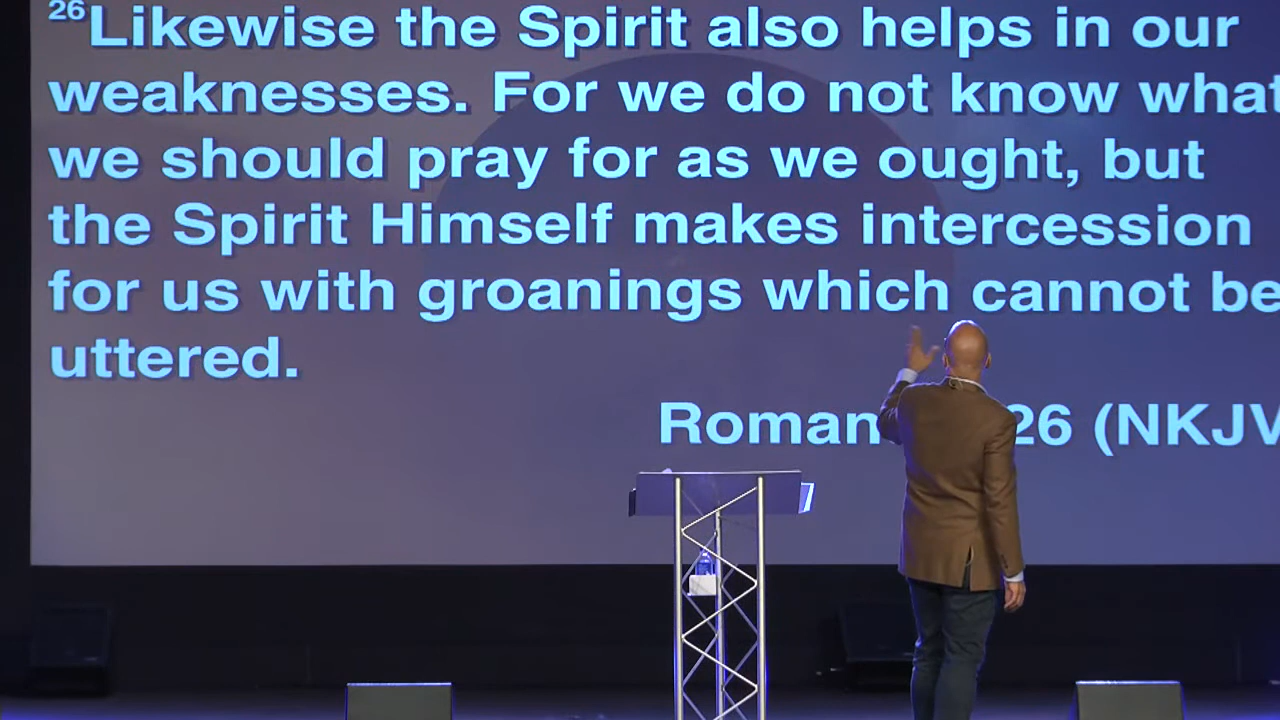 26Likewise the Spirit also helps in our
weaknesses. For we do not know what
we should pray for as we ought, but
the Spirit Himself makes intercession
for us with groanings which cannot be
uttered.
Roman 26 (NKJV